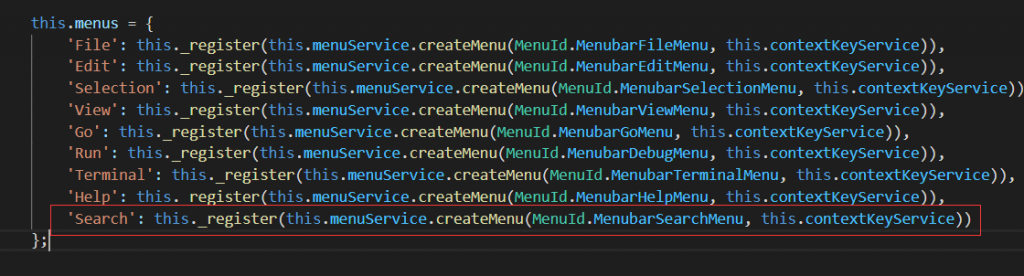 this.menus = {
'File': this._register(this.menuService.createMenu(MenuId.MenubarFileMenu, this.contextKeyService)),
'Edit': this._register(this.menuService.createMenu(MenuId.MenubarEditMenu, this.contextKeyService)),
'Selection': this._register(this.menuService.createMenu(MenuId.MenubarSelectionMenu, this.contextKeyService))
'View': this._register(this.menuService.createMenu(MenuId.MenubarViewMenu, this.contextKeyService)),
'Go': this._register(this.menuService.createMenu(MenuId.MenubarGoMenu, this.contextKeyService)),
'Run': this._register(this.menuService.createMenu(MenuId.MenubarDebugMenu, this.contextKeyService)),
'Terminal': this._register(this.menuService.createMenu(MenuId.MenubarTerminalMenu, this.contextKeyService)),
'Help': this._register(this.menuService.createMenu(MenuId.MenubarHelpMenu, this.contextKeyService)),
'Search': this._register(this.menuService.createMenu(MenuId.MenubarSearchMenu, this.contextKeyService))
};